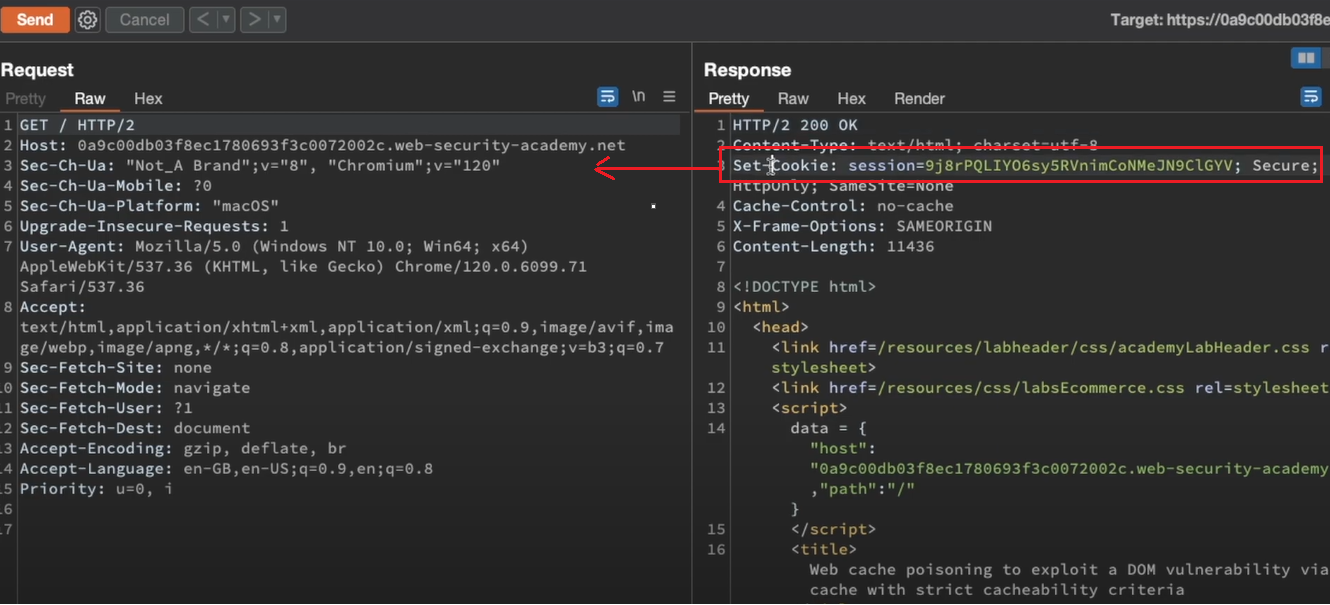 Send
Cancel
<
>
Target: https://0a9c00db03f8e
Request
Pretty
Raw
Hex
\n
1 GET / HTTP/2
2 Host: 0a9c00db03f8ec1780693f3c0072002c.web-security-academy.net
3 Sec-Ch-Ua: "Not_A Brand";v="8", "Chromium";v="120"
4 Sec-Ch-Ua-Mobile: ?0
5 Sec-Ch-Ua-Platform: "macOS"
6 Upgrade-Insecure-Requests: 1
7 User-Agent: Mozilla/5.0 (Windows NT 10.0; Win64; x64)
AppleWebKit/537.36 (KHTML, like Gecko) Chrome/120.0.6099.71
Safari/537.36
8 Accept:
text/html,application/xhtml+xml,application/xml;q=0.9,image/avif,ima
ge/webp,image/apng,*/*;q=0.8,application/signed-exchange;v=b3;q=0.7
9 Sec-Fetch-Site: none
10 Sec-Fetch-Mode: navigate
11 Sec-Fetch-User: ?1
12 Sec-Fetch-Dest: document
13 Accept-Encoding: gzip, deflate, br
14 Accept-Language: en-GB,en-US;q=0.9,en;q=0.8
15 Priority: u=0, i
16
17
Response
Pretty
Raw
Hex
Render
1 HTTP/2 200 OK
2 Content-Type: text/html; charset=utf-8
3 Set-Cookie: session=9j8rPQLIYO6sy5RVnimCoNMeJN9ClGYV; Secure;
HttpOnly; SameSite=None
4 Cache-Control: no-cache
5 X-Frame-Options: SAMEORIGIN
6 Content-Length: 11436
7
8 <!DOCTYPE html>
9 <html>
10 <head>
11 <link href=/resources/labheader/css/academyLabHeader.css r
stylesheet>
12 <link href=/resources/css/labsEcommerce.css rel=stylesheet
13 <script>
14 data = {
"host":
"0a9c00db03f8ec1780693f3c0072002c.web-security-academy
,"path":"/"
}
15 </script>
16 <title>
Web cache poisoning to exploit a DOM vulnerability via
cache with strict cacheability criteria